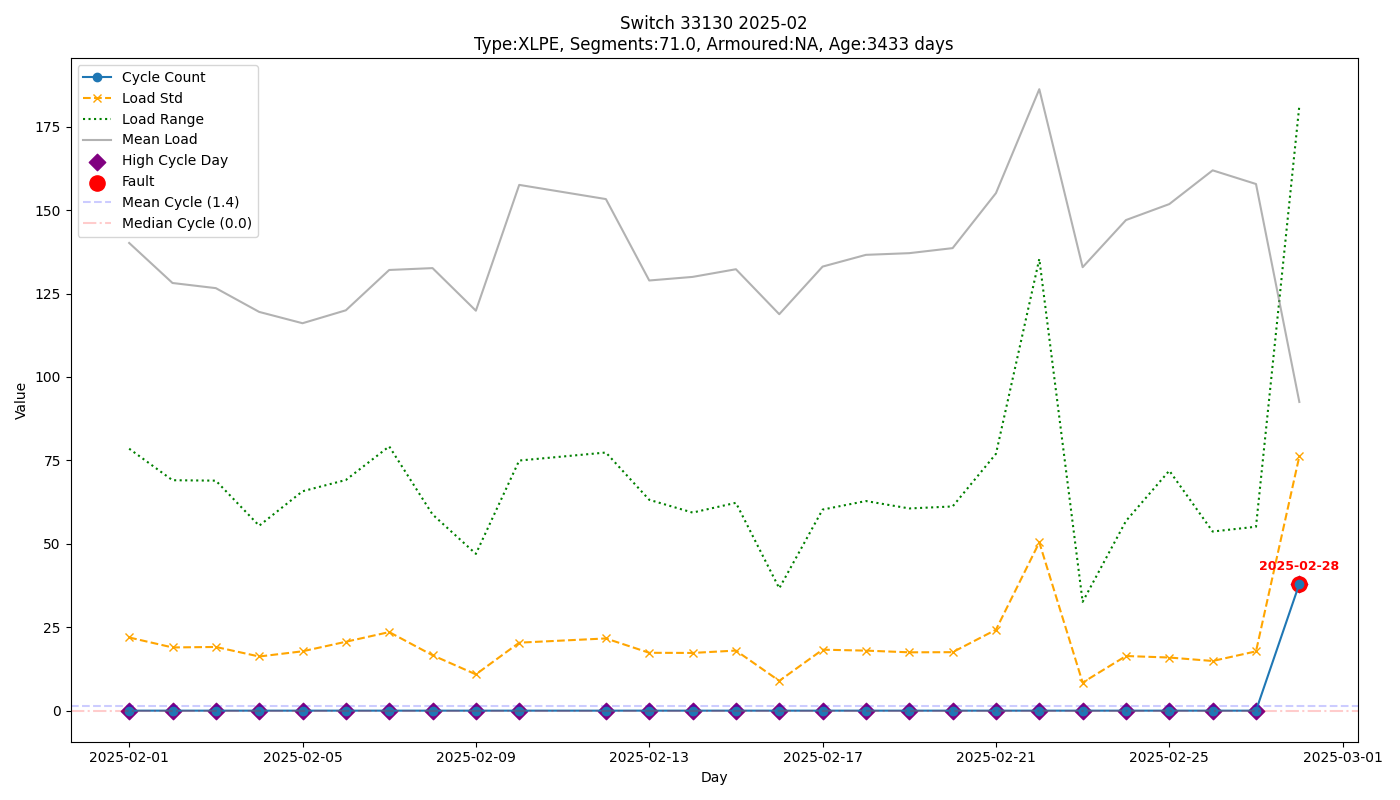 Switch 33130 2025-02
Type:XLPE, Segments:71.0, Armoured:NA, Age:3433 days
Cycle Count
Load Std
Load Range
Mean Load
High Cycle Day
Fault
Mean Cycle (1.4)
Median Cycle (0.0)
Value
175
150
125
100
75
50
25
0
2025-02-28
2025-02-01
2025-02-05
2025-02-09
2025-02-13
2025-02-17
2025-02-21
2025-02-25
2025-03-01
Day